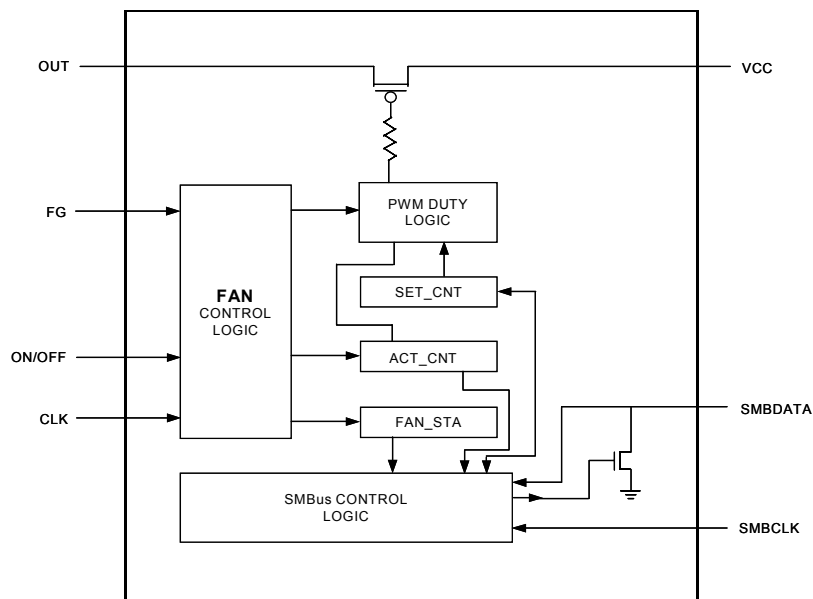 OUT
VCC
FG
PWM DUTY
LOGIC
FAN
CONTROL
LOGIC
SET_CNT
ON/OFF
ACT_CNT
CLK
FAN_STA
SMBDATA
SMBus CONTROL
LOGIC
SMBCLK